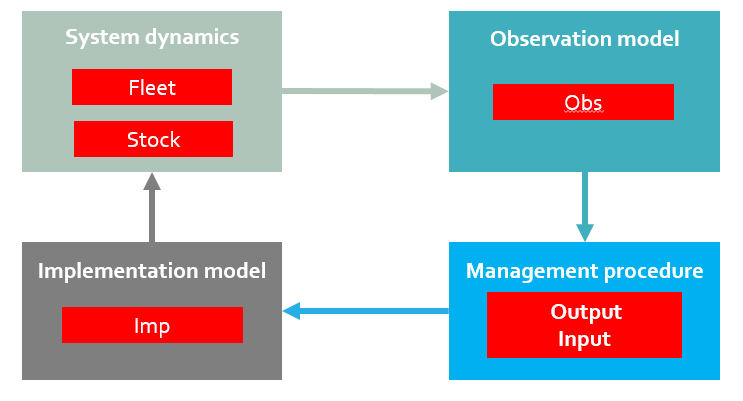 System dynamics
Fleet
Stock
Observation model
Obs
Implementation model
Imp
Management procedure
Output
Input